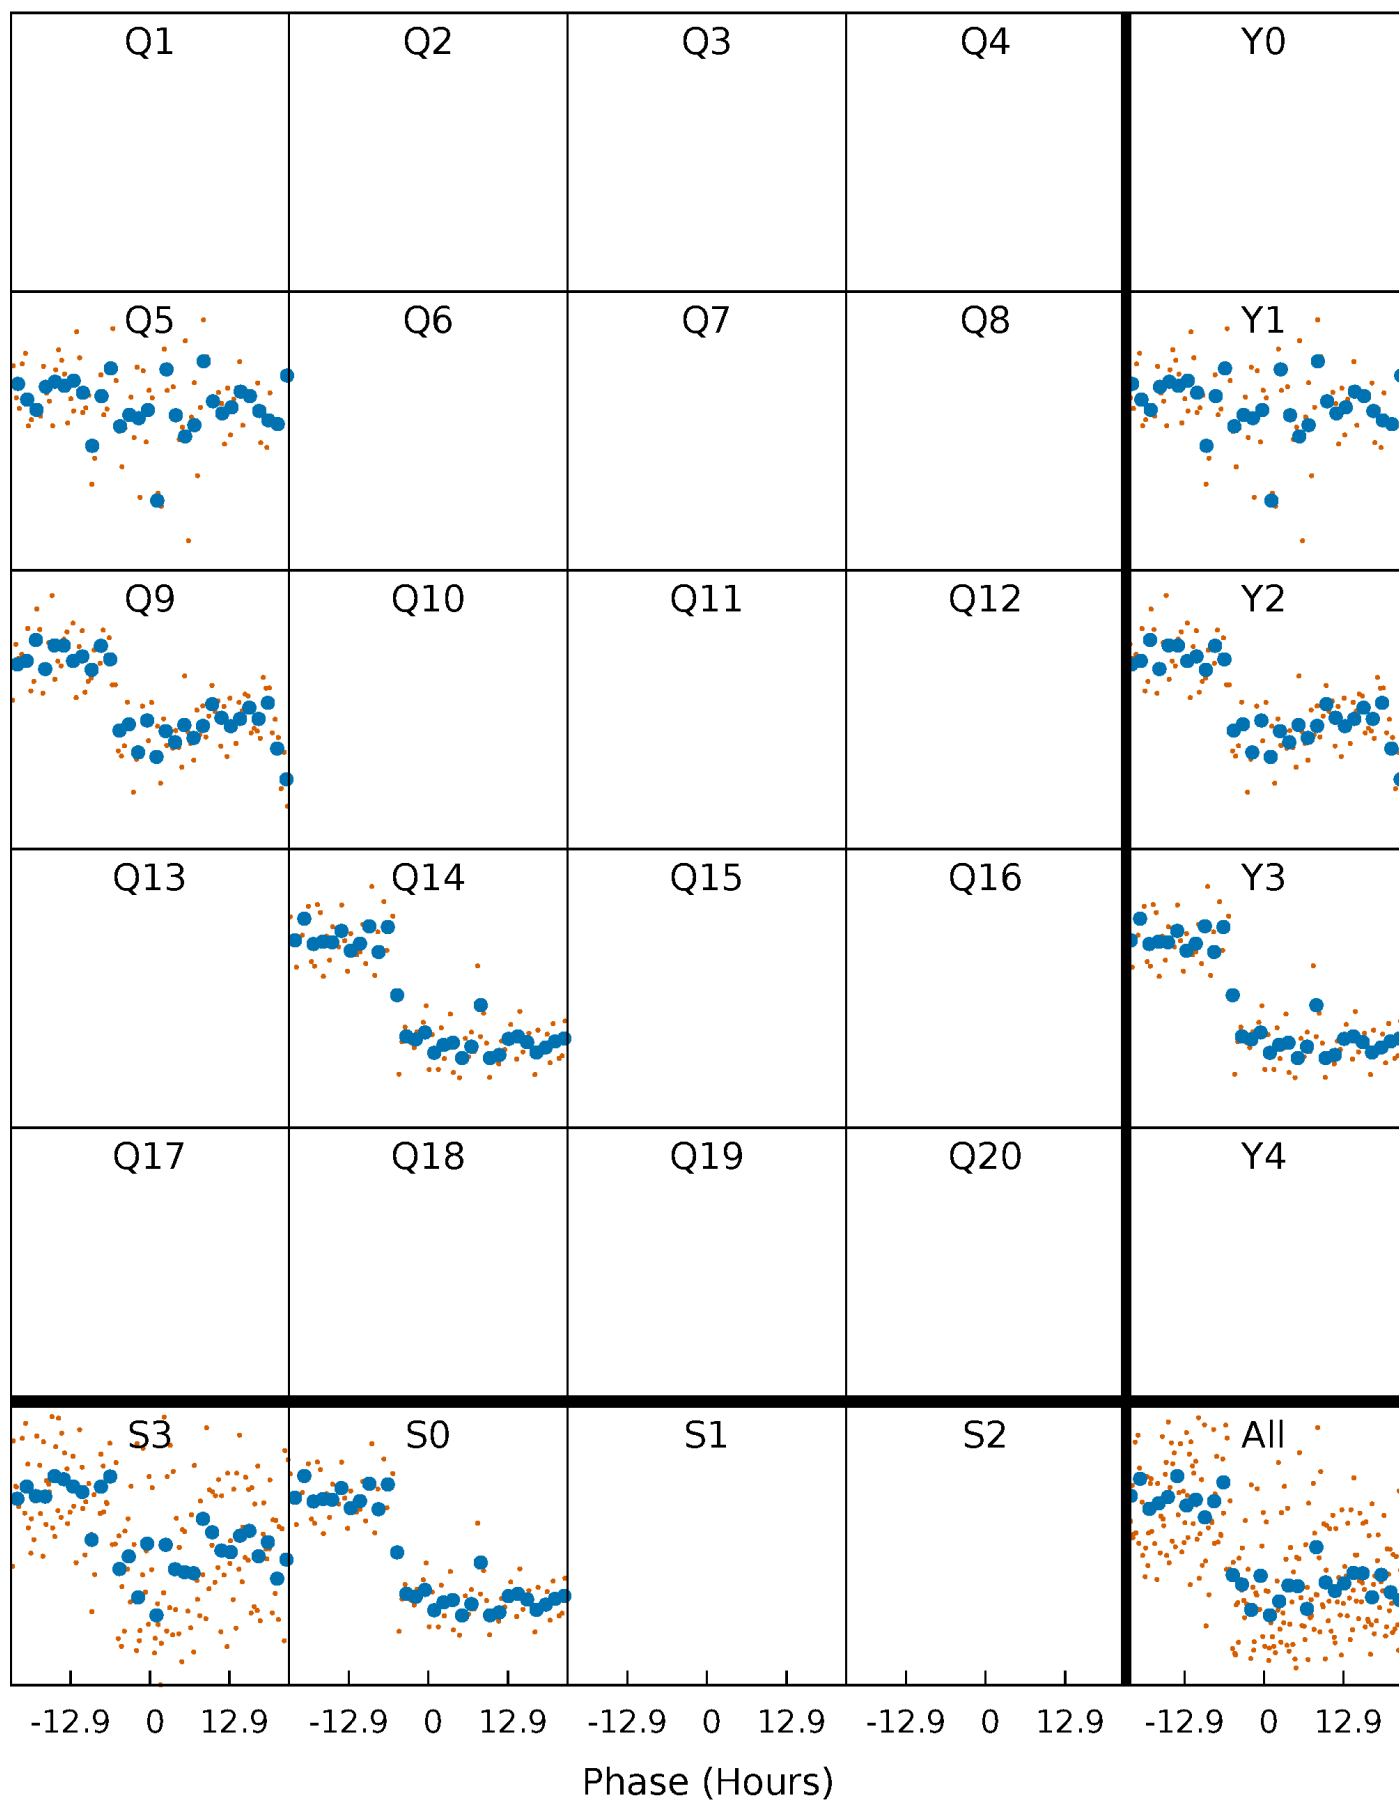 Q1 Q2 Q3 Q4 Y0
Q5 Q6 Q7 Q8 Y1
Q9 Q10 Q11 Q12 Y2
Q13 Q14 Q15 Q16 Y3
Q17 Q18 Q19 Q20 Y4
S3 S0 S1 S2 All
-12.9 0 12.9 -12.9 0 12.9 -12.9 0 12.9 -12.9 0 12.9 -12.9 0 12.9
Phase (Hours)